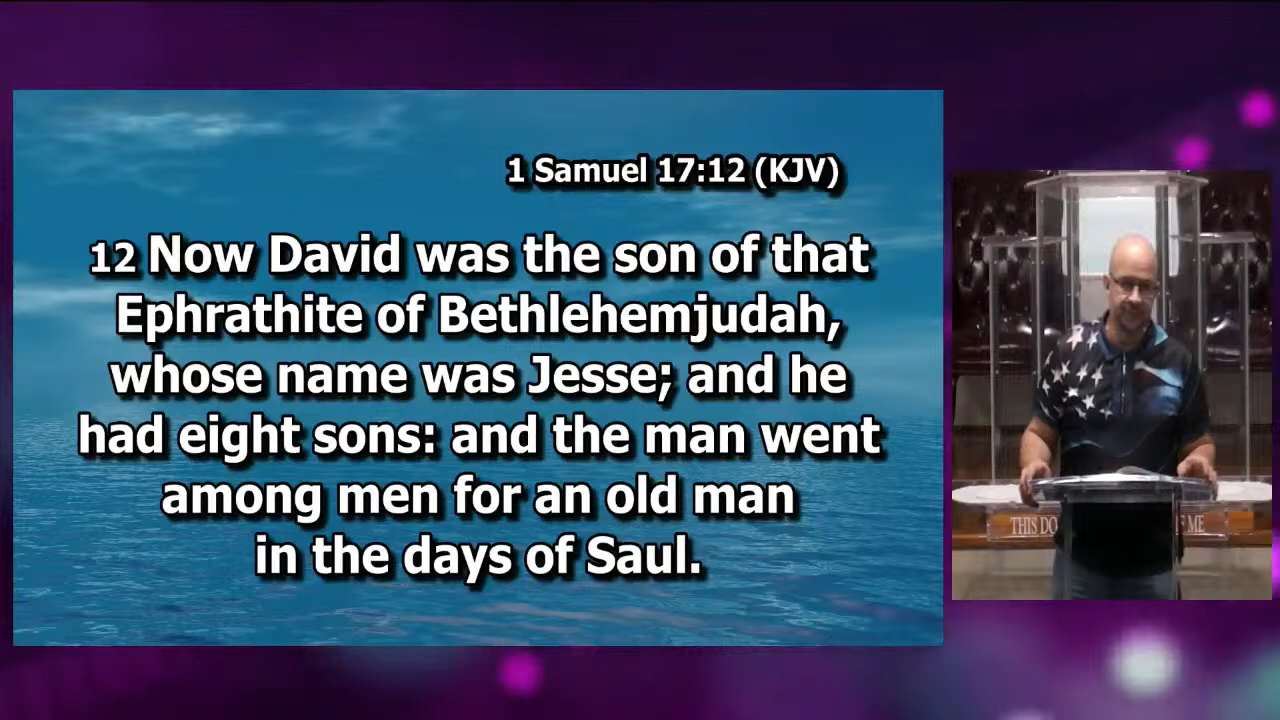 1 Samuel 17:12 (KJV)
12 Now David was the son of that
Ephrathite of Bethlehemjudah,
whose name was Jesse; and he
had eight sons: and the man went
among men for an old man
in the days of Saul.
THIS DO ME